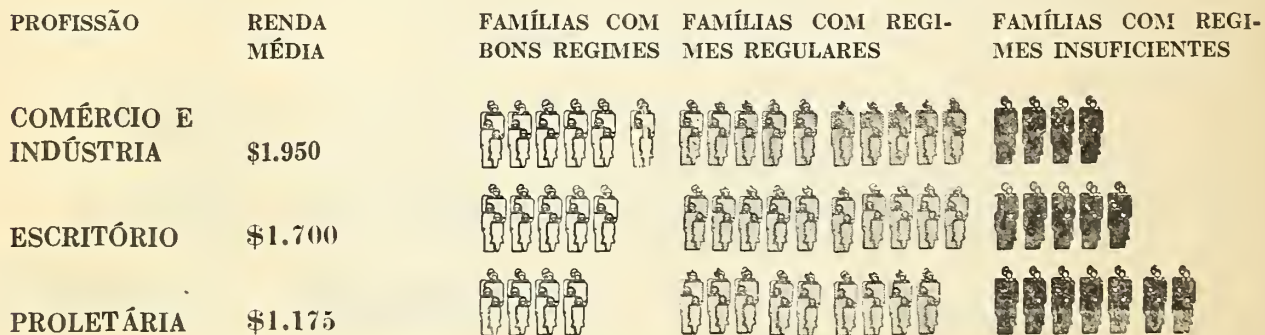 PROFISSÃO
RENDA
MÉDIA
FAMÍLIAS COM
BONS REGIMES
FAMÍLIAS COM REGI-
MES REGULARES
FAMÍLIAS COM REGI-
MES INSUFICIENTES
COMÉRCIO E
INDÚSTRIA
$1.950
ESCRITÓRIO
$1.700
PROLETÁRIA
$1.175